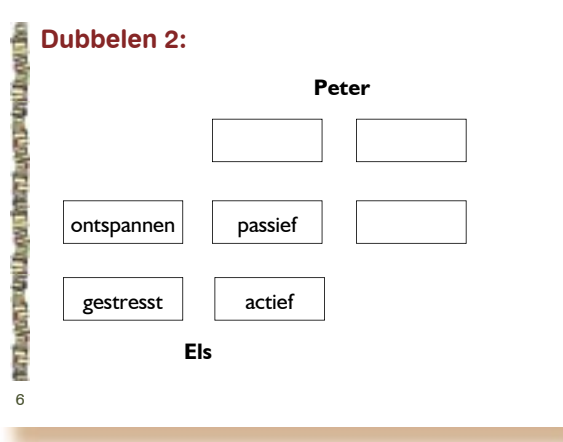 Dubbelen 2:
Peter
ontspannen passief
gestresst actief
Els
6